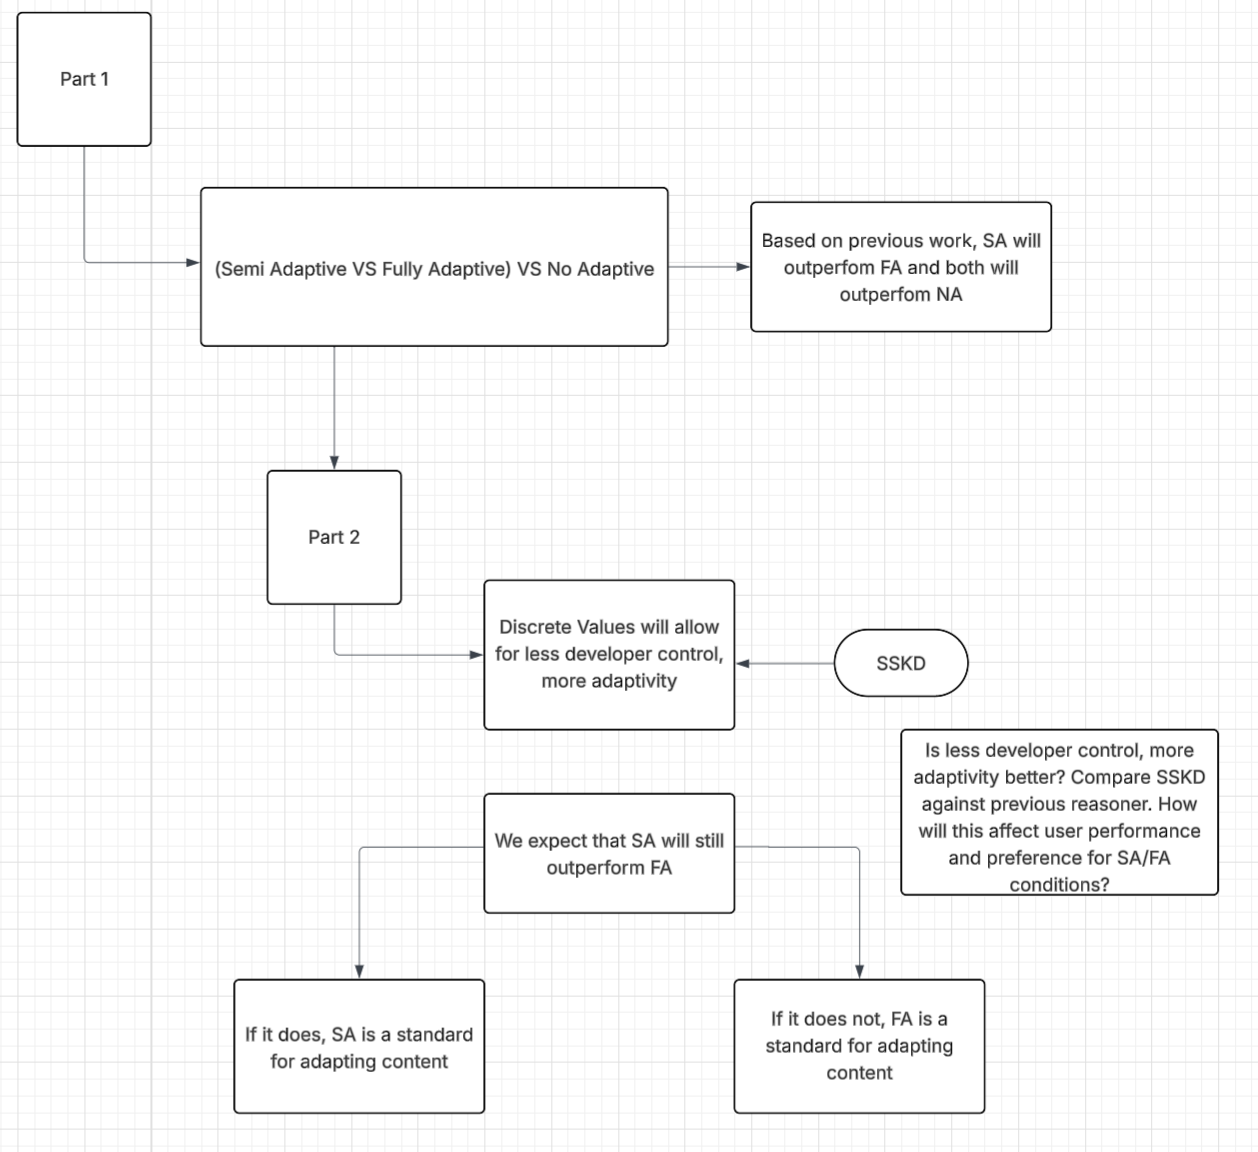 Part 1
(Semi Adaptive VS Fully Adaptive) VS No Adaptive
Based on previous work, SA will
outperfom FA and both will
outperfom NA
Part 2
Discrete Values will allow
for less developer control,
more adaptivity
SSKD
Is less developer control, more
adaptivity better? Compare SSKD
against previous reasoner. How
will this affect user performance
and preference for SA/FA
conditions?
We expect that SA will still
outperform FA
If it does, SA is a standard
for adapting content
If it does not, FA is a
standard for adapting
content